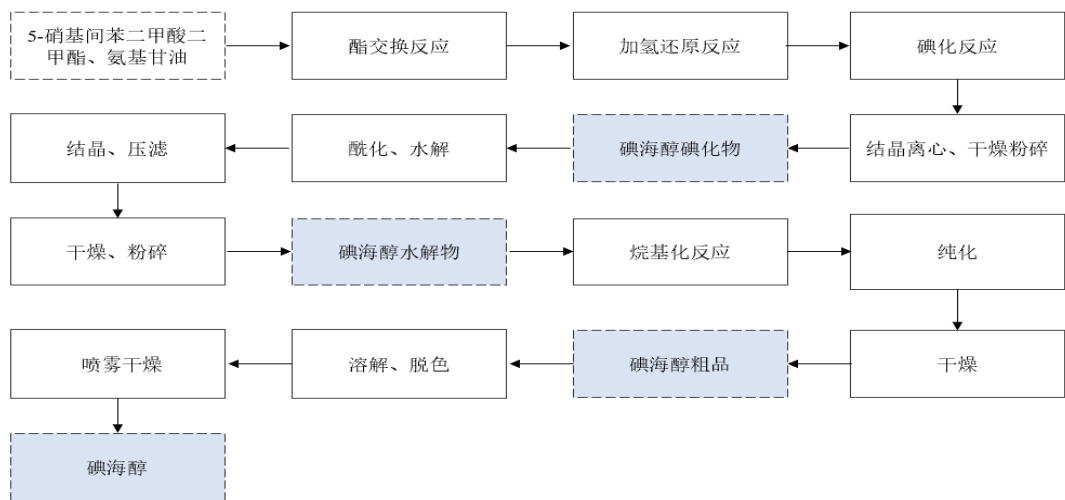 5-硝基间苯二甲酸二
甲酯、氨基甘油
酯交换反应
加氢还原反应
碘化反应
结晶离心、干燥粉碎
碘海醇碘化物
酰化、水解
结晶、压滤
干燥、粉碎
碘海醇水解物
烷基化反应
纯化
干燥
碘海醇粗品
溶解、脱色
喷雾干燥
碘海醇